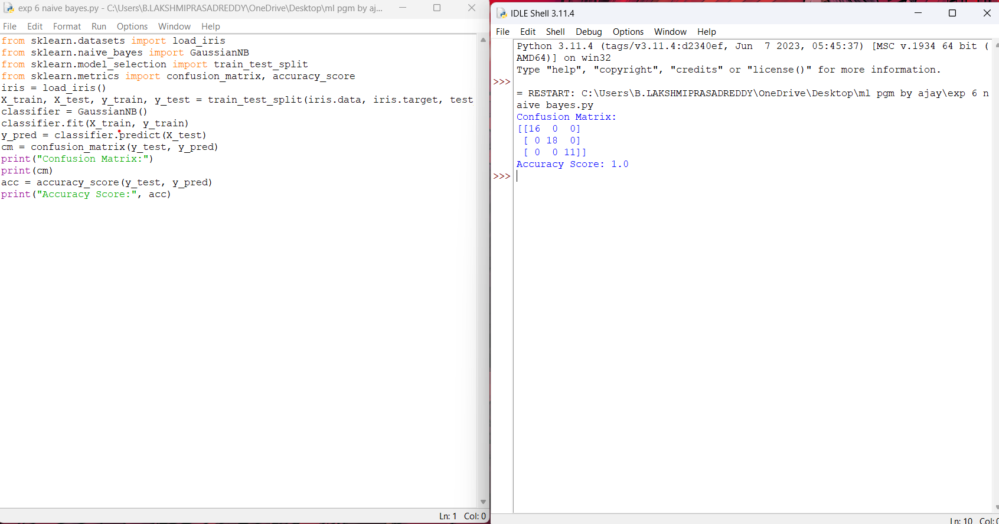 exp 6 naive bayes.py - C:\Users\B.LAKSHMIPRASADREDDY\OneDrive\Desktop\ml pgm by aj...
File Edit Format Run Options Window Help
from sklearn.datasets import load_iris
from sklearn.naive_bayes import GaussianNB
from sklearn.model_selection import train_test_split
from sklearn.metrics import confusion_matrix, accuracy_score
iris = load_iris()
X_train, X_test, y_train, y_test = train_test_split(iris.data, iris.target, test
classifier = GaussianNB()
classifier.fit(X_train, y_train)
y_pred = classifier.predict(X_test)
cm = confusion_matrix(y_test, y_pred)
print("Confusion Matrix:")
print(cm)
acc = accuracy_score(y_test, y_pred)
print("Accuracy Score:", acc)
Ln: 1 Col: 0
IDLE Shell 3.11.4
File Edit Shell Debug Options Window Help
Python 3.11.4 (tags/v3.11.4:d2340ef, Jun  7 2023, 05:45:37) [MSC v.1934 64 bit (
AMD64)] on win32
Type "help", "copyright", "credits" or "license()" for more information.
>>>
= RESTART: C:\Users\B.LAKSHMIPRASADREDDY\OneDrive\Desktop\ml pgm by ajay\exp 6 n
aive bayes.py
Confusion Matrix:
[[16  0  0]
 [ 0 18  0]
 [ 0  0 11]]
Accuracy Score: 1.0
>>>
Ln: 10 Col: 0